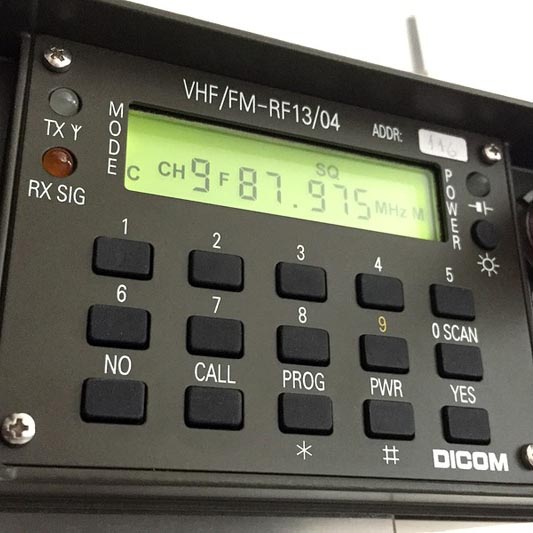 VHF/FM-RF13/04
ADDR: 116
TX
RX SIG
MODE
SQ
C CH 9 F 87.975 MHz M
POWER
1 2 3 4 5
6 7 8 9 0 SCAN
NO CALL PROG PWR YES
* #
DICOM